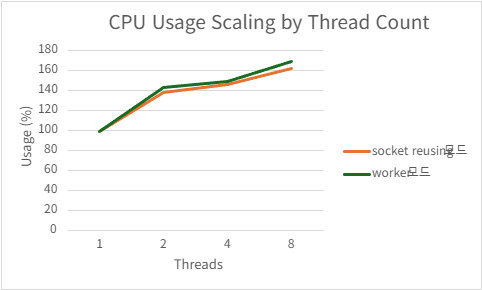 CPU Usage Scaling by Thread Count
180
160
140
120
100
80
60
40
20
0
Usage (%)
1 2 4 8
Threads
socket reusing모드
worker모드